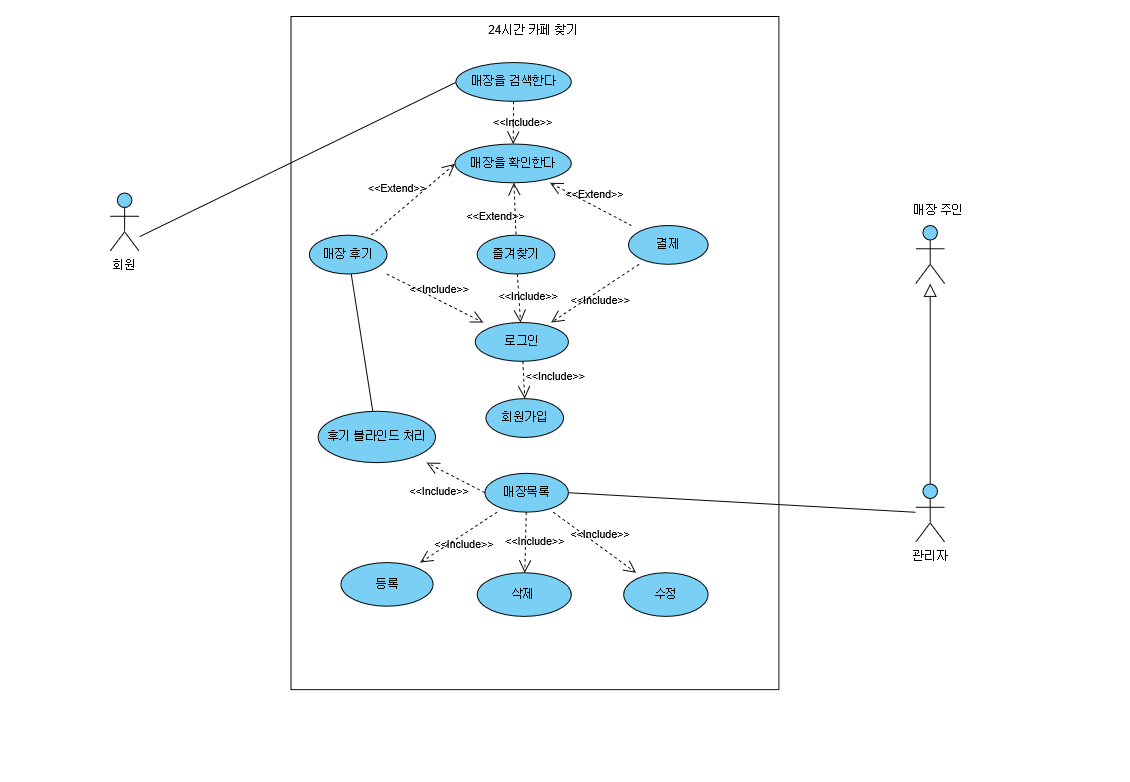 24시간 카페 찾기
매장을 검색한다
<<Include>>
매장을 확인한다
<<Extend>>
<<Extend>>
<<Extend>>
회원
매장 주인
매장 후기
즐겨찾기
결제
<<Include>>
<<Include>>
<<Include>>
로그인
<<Include>>
회원가입
후기 블라인드 처리
<<Include>>
매장목록
<<Include>>
<<Include>>
<<Include>>
관리자
등록
삭제
수정